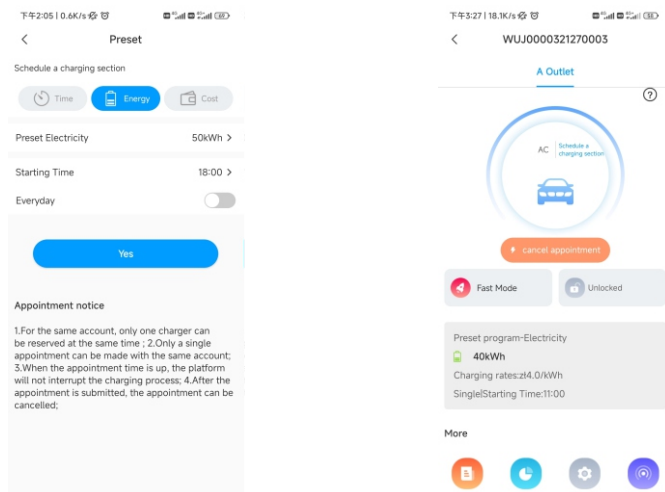 下午2:05 | 0.6K/s
Preset
Schedule a charging section
Time
Energy
Cost
Preset Electricity
50kWh >
Starting Time
18:00 >
Everyday
Yes
Appointment notice
1.For the same account, only one charger can
be reserved at the same time ; 2.Only a single
appointment can be made with the same account;
3.When the appointment time is up, the platform
will not interrupt the charging process; 4.After the
appointment is submitted, the appointment can be
cancelled;
下午3:27 | 18.1K/s
WUJ0000321270003
A Outlet
AC
Schedule a
charging section
cancel appointment
Fast Mode
Unlocked
Preset program-Electricity
40kWh
Charging rates:zł4.0/kWh
Single|Starting Time:11:00
More